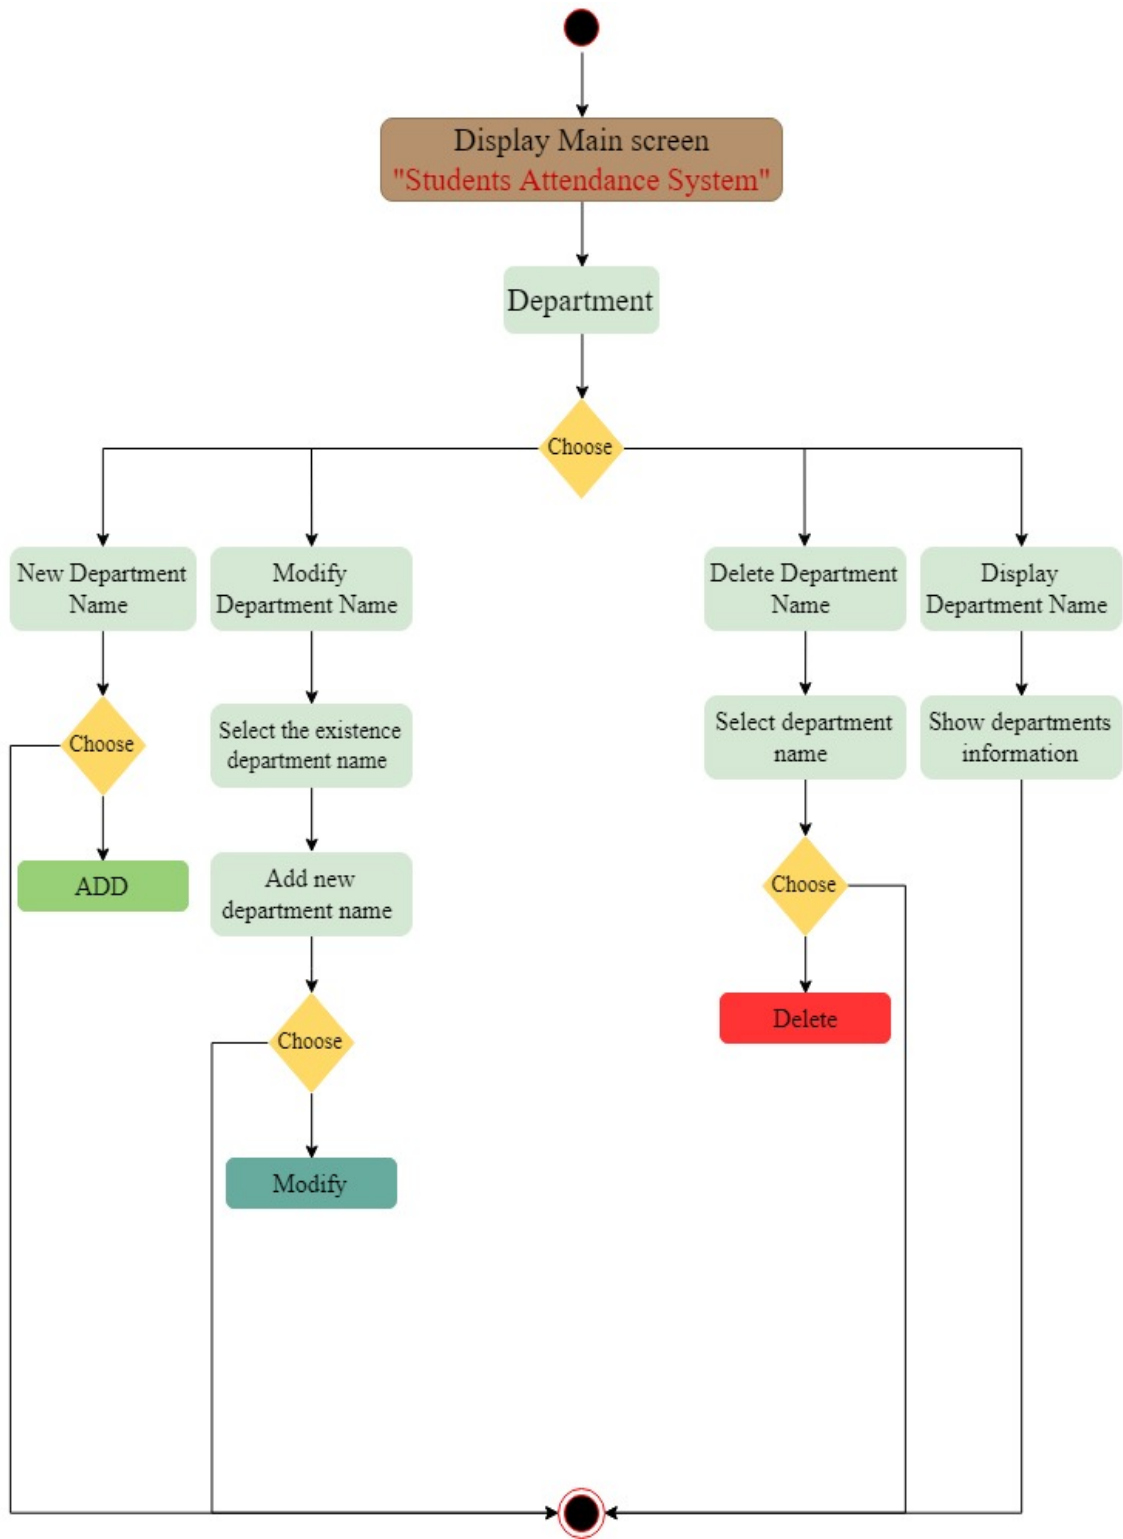 Display Main screen
"Students Attendance System"
Department
Choose
New Department
Name
Modify
Department Name
Delete Department
Name
Display
Department Name
Choose
Select the existence
department name
Select department
name
Show departments
information
ADD
Add new
department name
Choose
Choose
Delete
Modify